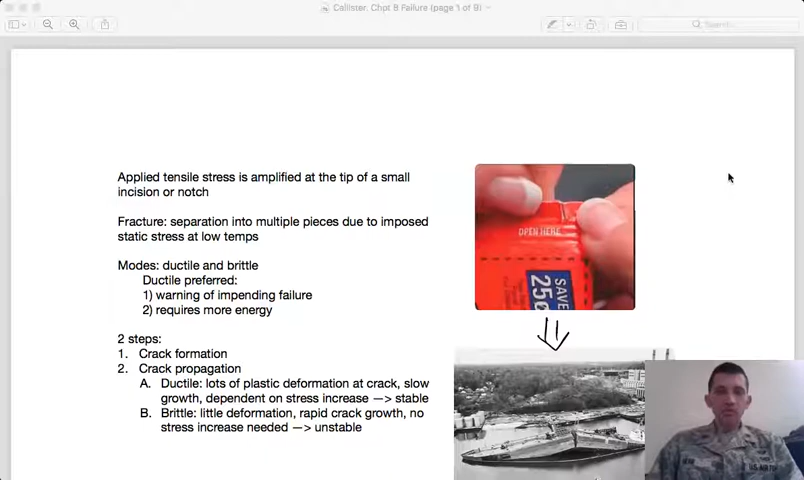 Callister. Chpt 8 Failure (page 1 of 9)
Search
Applied tensile stress is amplified at the tip of a small
incision or notch
Fracture: separation into multiple pieces due to imposed
static stress at low temps
Modes: ductile and brittle
Ductile preferred:
1) warning of impending failure
2) requires more energy
2 steps:
1. Crack formation
2. Crack propagation
A. Ductile: lots of plastic deformation at crack, slow
growth, dependent on stress increase —> stable
B. Brittle: little deformation, rapid crack growth, no
stress increase needed —> unstable
OPEN HERE
SAVE
25¢
U.S. AIR FORCE